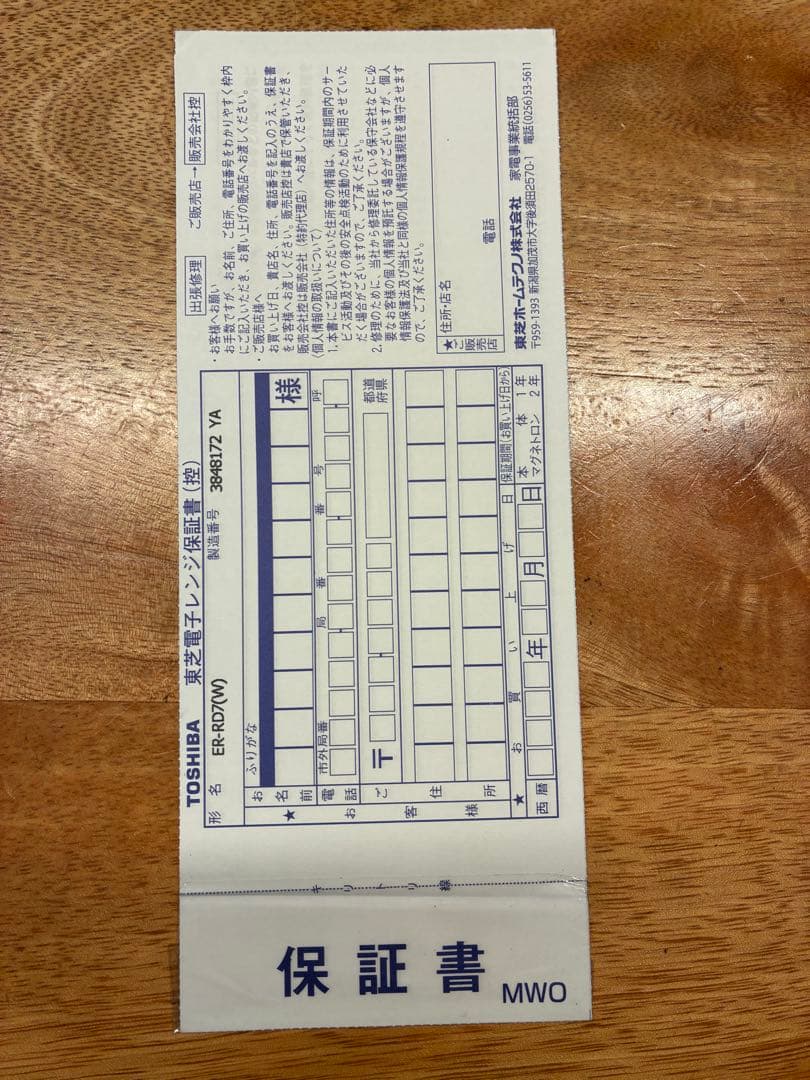 保証書
MWO
キリトリ線
TOSHIBA 東芝電子レンジ保証書(控)
形名 ER-RD7(W) 製造番号 3848172 YA
★お客様
お名前
ふりがな
様
電話
市外局番 局番 番号 呼
ご住所
〒 - 都道府県
★お買い上げ日
西暦 年 月 日
保証期間(お買い上げ日から)
本体 1年
マグネトロン 2年
出張修理 ご販売店→販売会社控
・お客様へお願い
お手数ですが、お名前、ご住所、電話番号をわかりやすく枠内
にご記入いただき、お買い上げの販売店へお渡しください。
・ご販売店様へ
お買い上げ日、貴店名、住所、電話番号を記入のうえ、保証書
をお客様へお渡しください。販売店控は貴店で保管いただき、
販売会社控は販売会社(特約代理店)へお渡しください。
〈個人情報の取扱いについて〉
1. 本書にご記入いただいた住所等の情報は、保証期間内のサー
ビス活動及びその後の安全点検活動のために利用させていた
だく場合がございますので、ご了承ください。
2. 修理のために、当社から修理委託している保守会社などに必
要なお客様の個人情報を預託する場合がございますが、個人
情報保護法及び当社と同様の個人情報保護規程を遵守させます
ので、ご了承ください。
★ご販売店
住所・店名
電話
東芝ホームテクノ株式会社 家電事業統括部
〒959-1393 新潟県加茂市大字後須田2570-1 電話(0256)53-5611